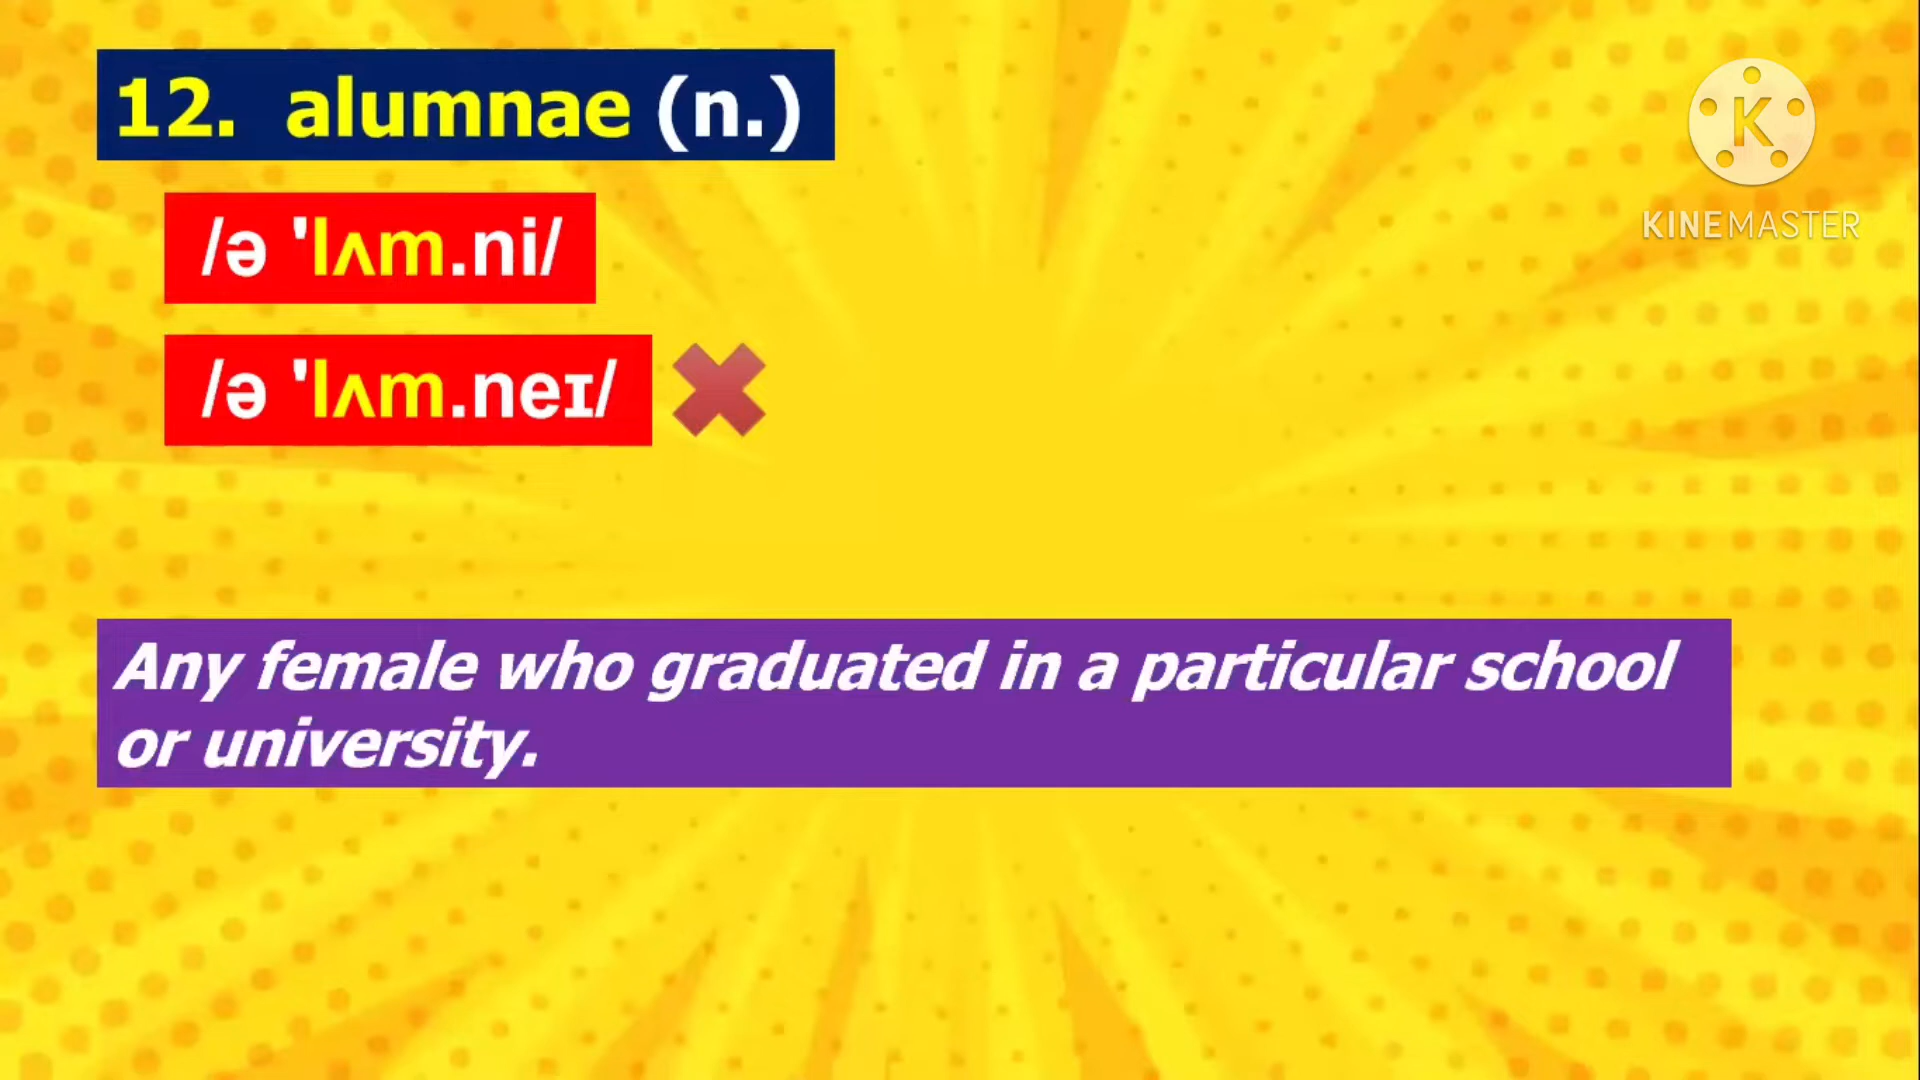 12. alumnae (n.)
KINEMASTER
/ə 'lʌm.ni/
/ə 'lʌm.neɪ/
Any female who graduated in a particular school
or university.